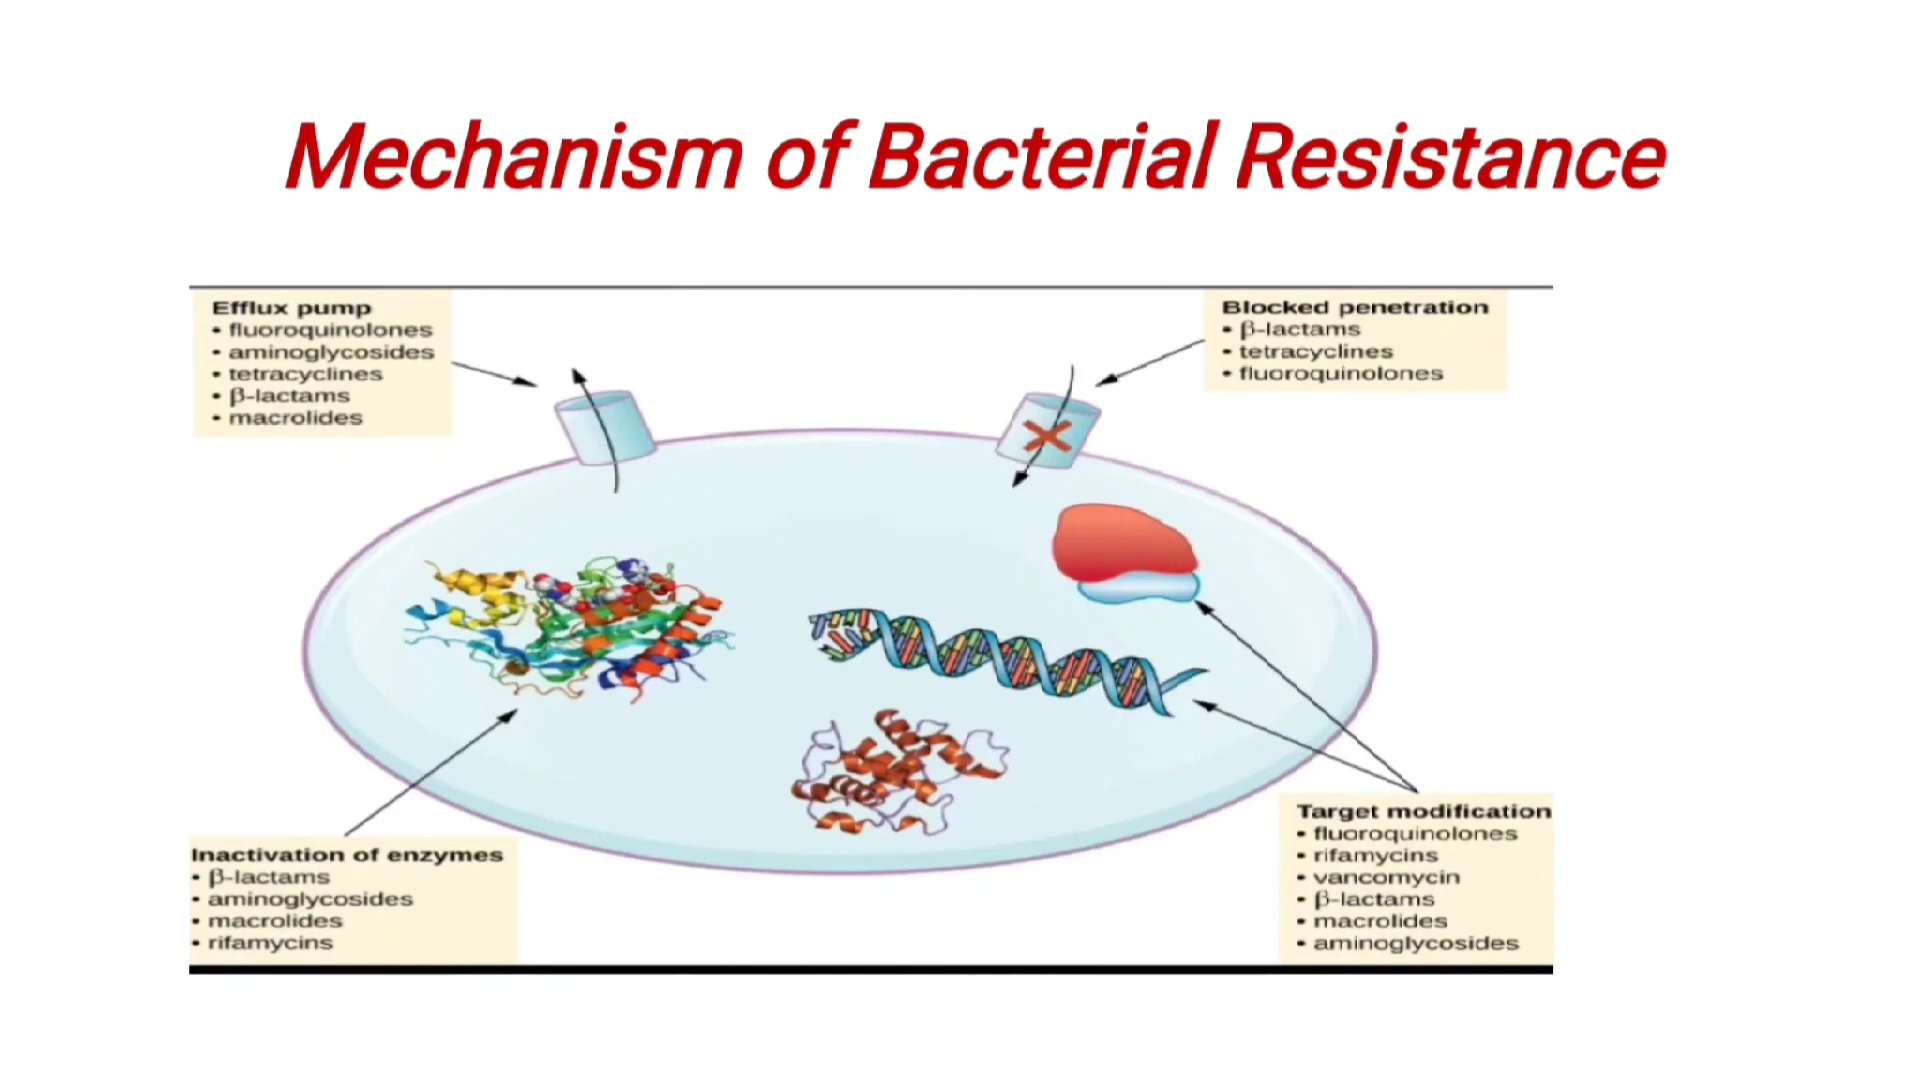 Mechanism of Bacterial Resistance
Efflux pump
• fluoroquinolones
• aminoglycosides
• tetracyclines
• β-lactams
• macrolides
Blocked penetration
• β-lactams
• tetracyclines
• fluoroquinolones
Inactivation of enzymes
• β-lactams
• aminoglycosides
• macrolides
• rifamycins
Target modification
• fluoroquinolones
• rifamycins
• vancomycin
• β-lactams
• macrolides
• aminoglycosides